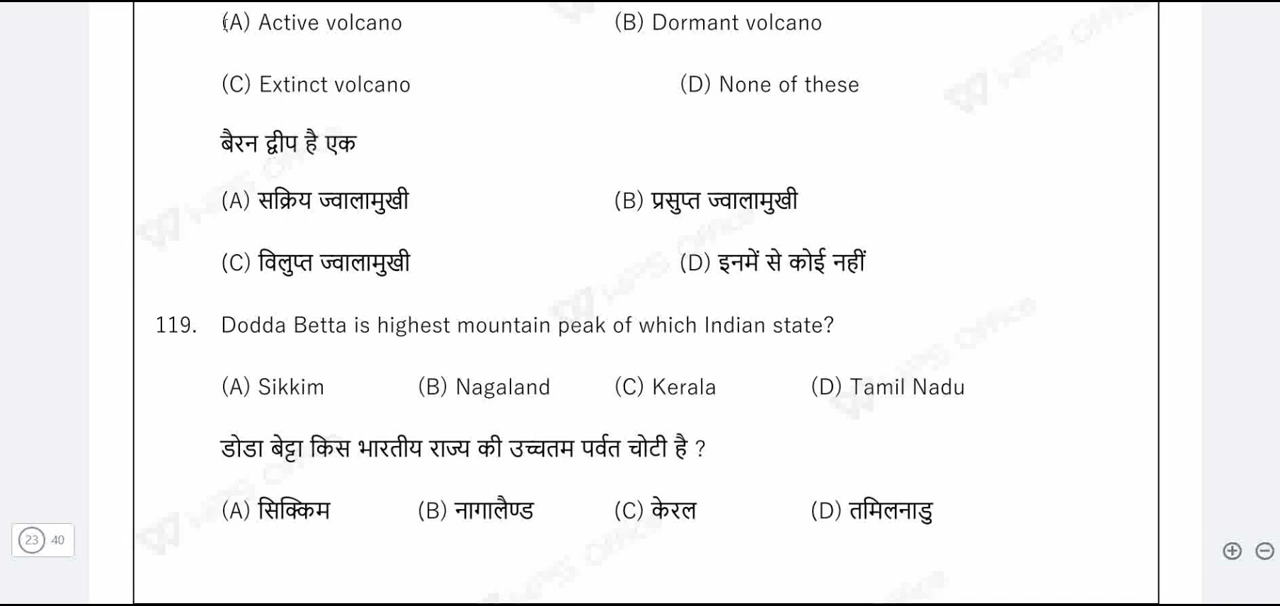 (A) Active volcano (B) Dormant volcano
(C) Extinct volcano (D) None of these
बैरन द्वीप है एक
(A) सक्रिय ज्वालामुखी (B) प्रसुप्त ज्वालामुखी
(C) विलुप्त ज्वालामुखी (D) इनमें से कोई नहीं
119. Dodda Betta is highest mountain peak of which Indian state?
(A) Sikkim (B) Nagaland (C) Kerala (D) Tamil Nadu
डोडा बेट्टा किस भारतीय राज्य की उच्चतम पर्वत चोटी है ?
(A) सिक्किम (B) नागालैण्ड (C) केरल (D) तमिलनाडु
23 40